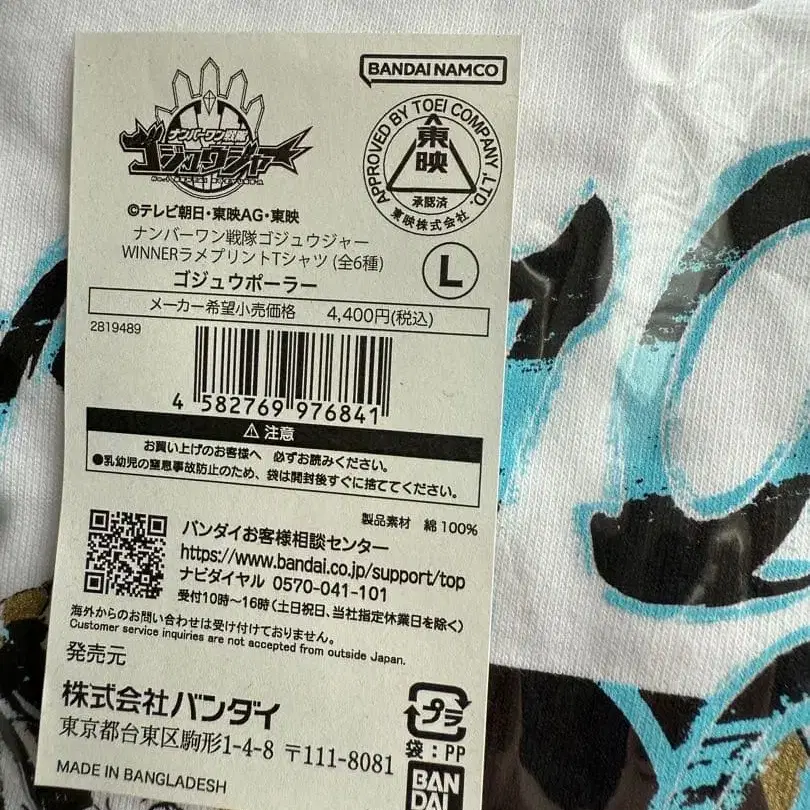 BANDAI NAMCO
ナンバーワン戦隊
ゴジュウジャー
APPROVED BY TOEI COMPANY, LTD.
東映
承認済
東映株式会社
©テレビ朝日・東映AG・東映
ナンバーワン戦隊ゴジュウジャー
WINNERラメプリントTシャツ (全6種)
ゴジュウポーラー
L
メーカー希望小売価格 4,400円(税込)
2819489
4 582769 976841
⚠ 注意
お買い上げのお客様へ 必ずお読みください。
●乳幼児の窒息事故防止のため、袋は開封後すぐに捨ててください。
製品素材 綿100%
バンダイお客様相談センター
https://www.bandai.co.jp/support/top
ナビダイヤル 0570-041-101
受付10時〜16時(土日祝日、当社指定休業日を除く)
海外からのお問い合わせは受け付けておりません。
Customer service inquiries are not accepted from outside Japan.
発売元
株式会社バンダイ
東京都台東区駒形1-4-8 〒111-8081
プラ
袋:PP
MADE IN BANGLADESH
BAN
DAI